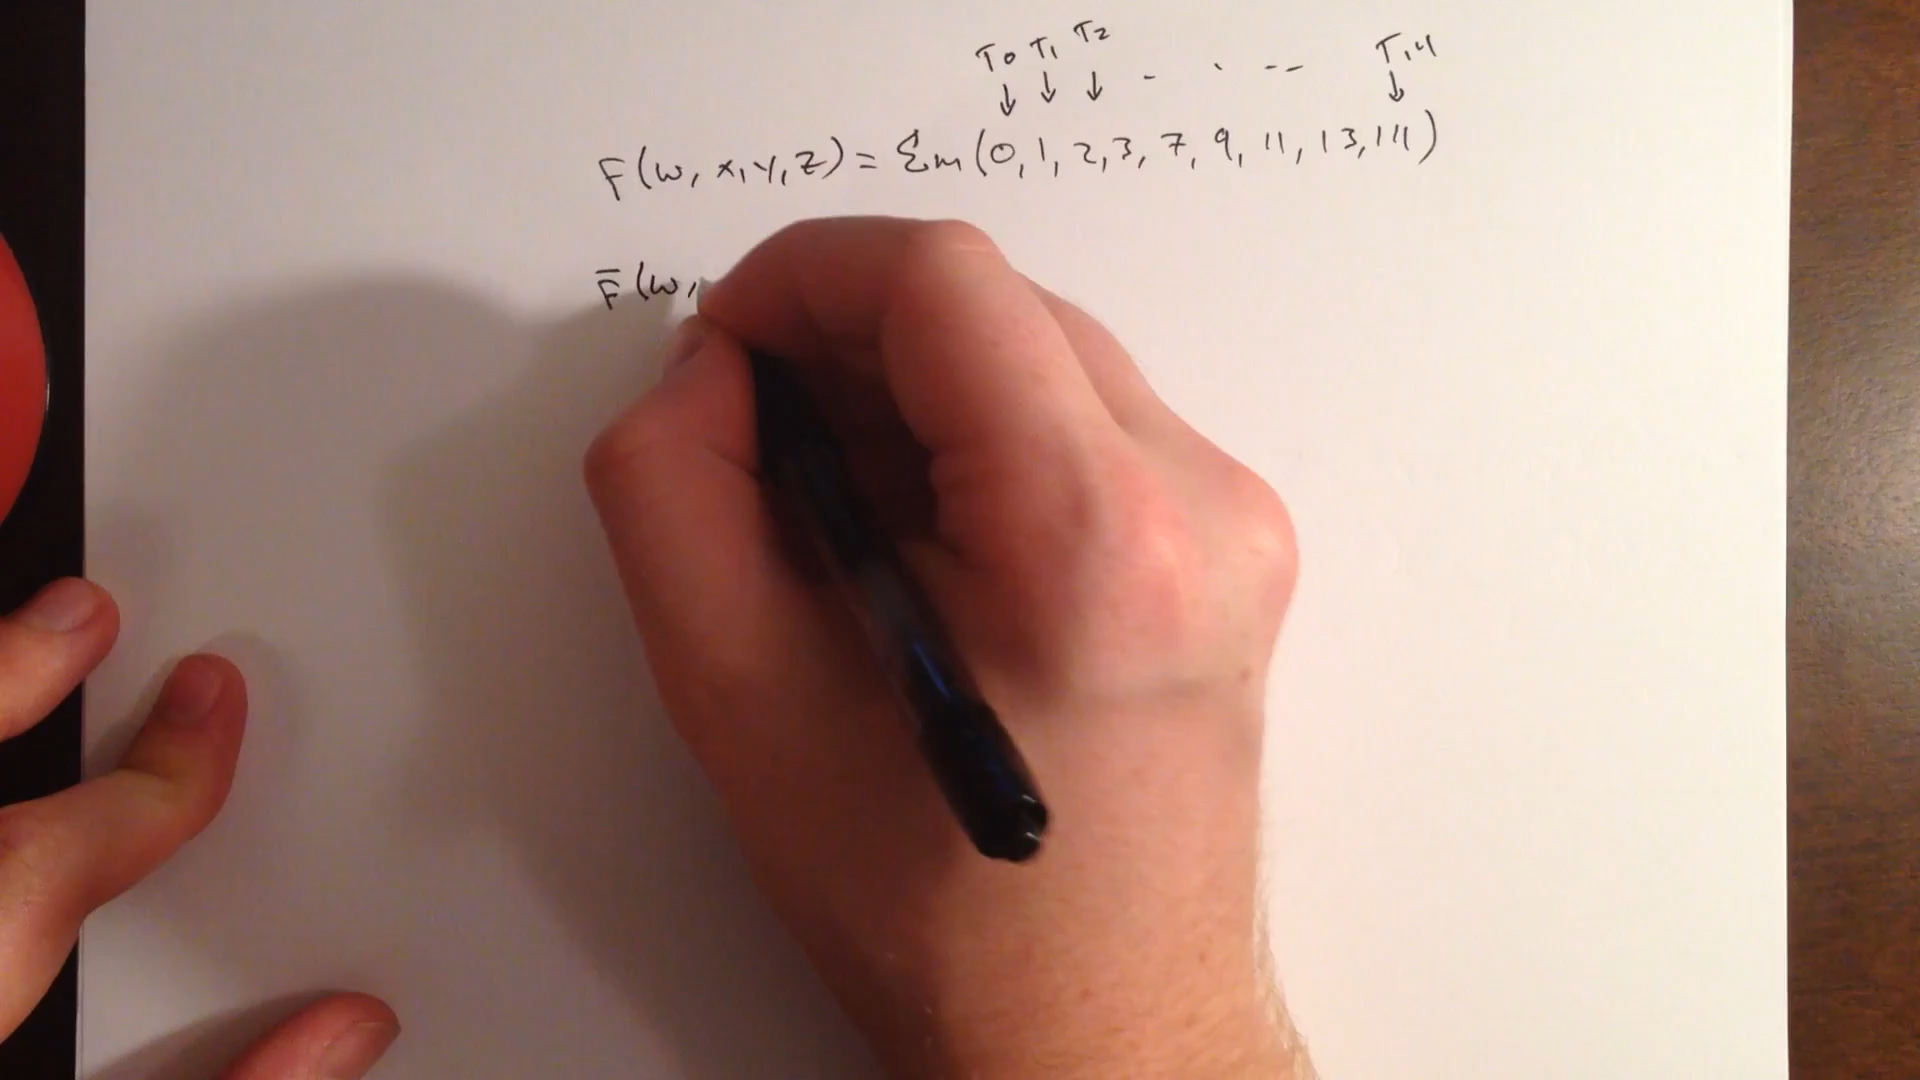 T0 T1 T2 - . -- T14
↓ ↓ ↓ ↓
F(w, x, y, z) = Σm(0, 1, 2, 3, 7, 9, 11, 13, 14)
F̅(w,